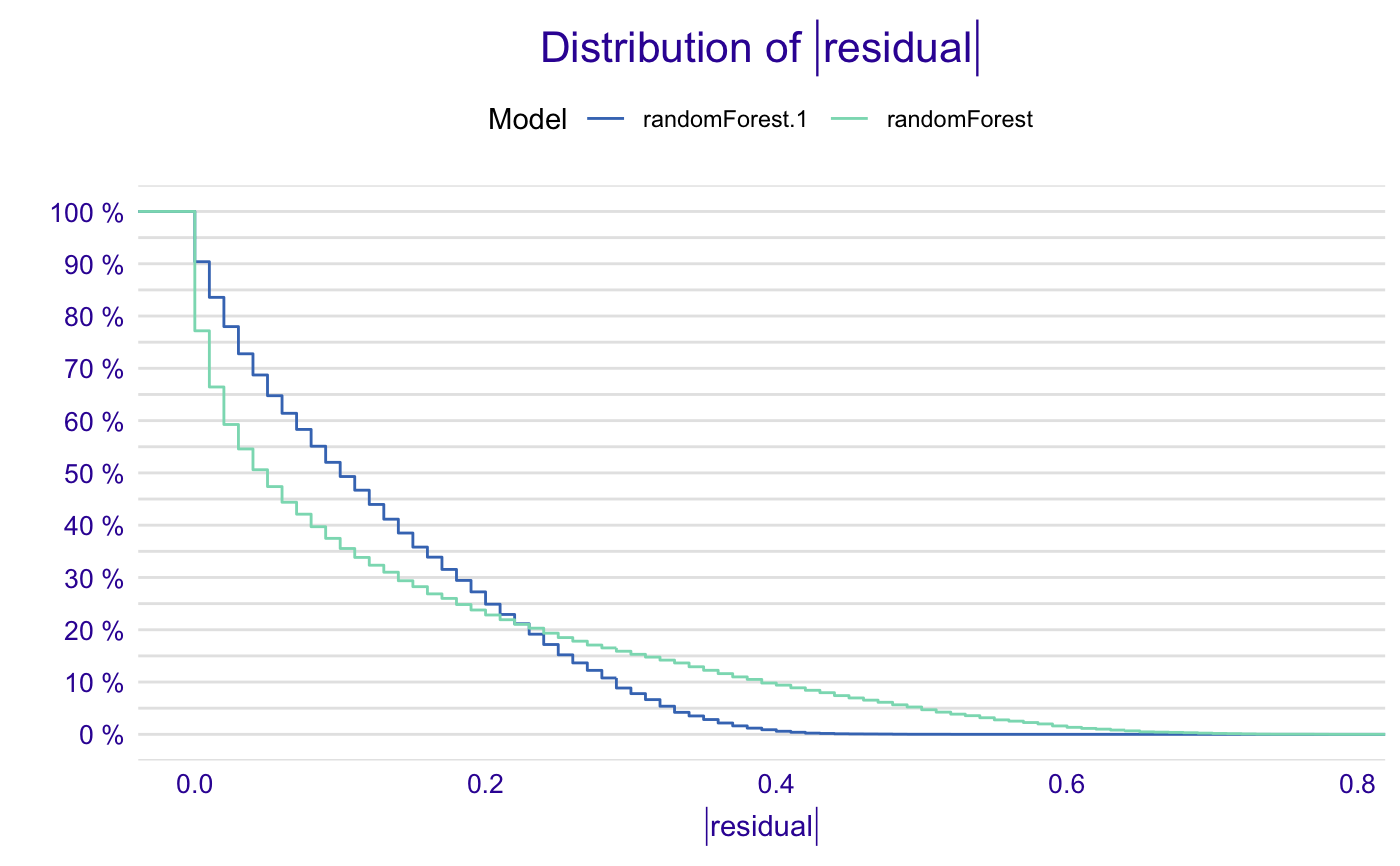 Distribution of |residual|
Model randomForest.1 randomForest
100 %
90 %
80 %
70 %
60 %
50 %
40 %
30 %
20 %
10 %
0 %
0.0 0.2 0.4 0.6 0.8
|residual|